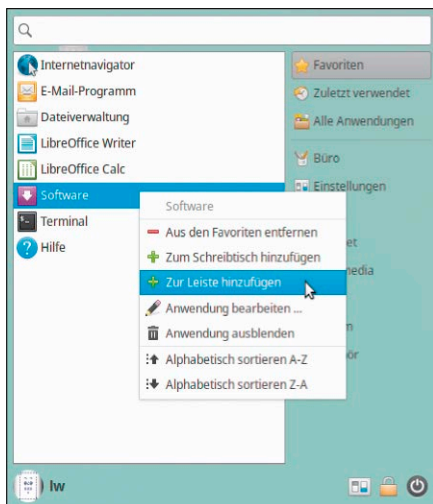 Internetnavigator
E-Mail-Programm
Dateiverwaltung
LibreOffice Writer
LibreOffice Calc
Software
Terminal
Hilfe
Software
Aus den Favoriten entfernen
Zum Schreibtisch hinzufügen
Zur Leiste hinzufügen
Anwendung bearbeiten ...
Anwendung ausblenden
Alphabetisch sortieren A-Z
Alphabetisch sortieren Z-A
Favoriten
Zuletzt verwendet
Alle Anwendungen
Büro
Einstellungen
lw